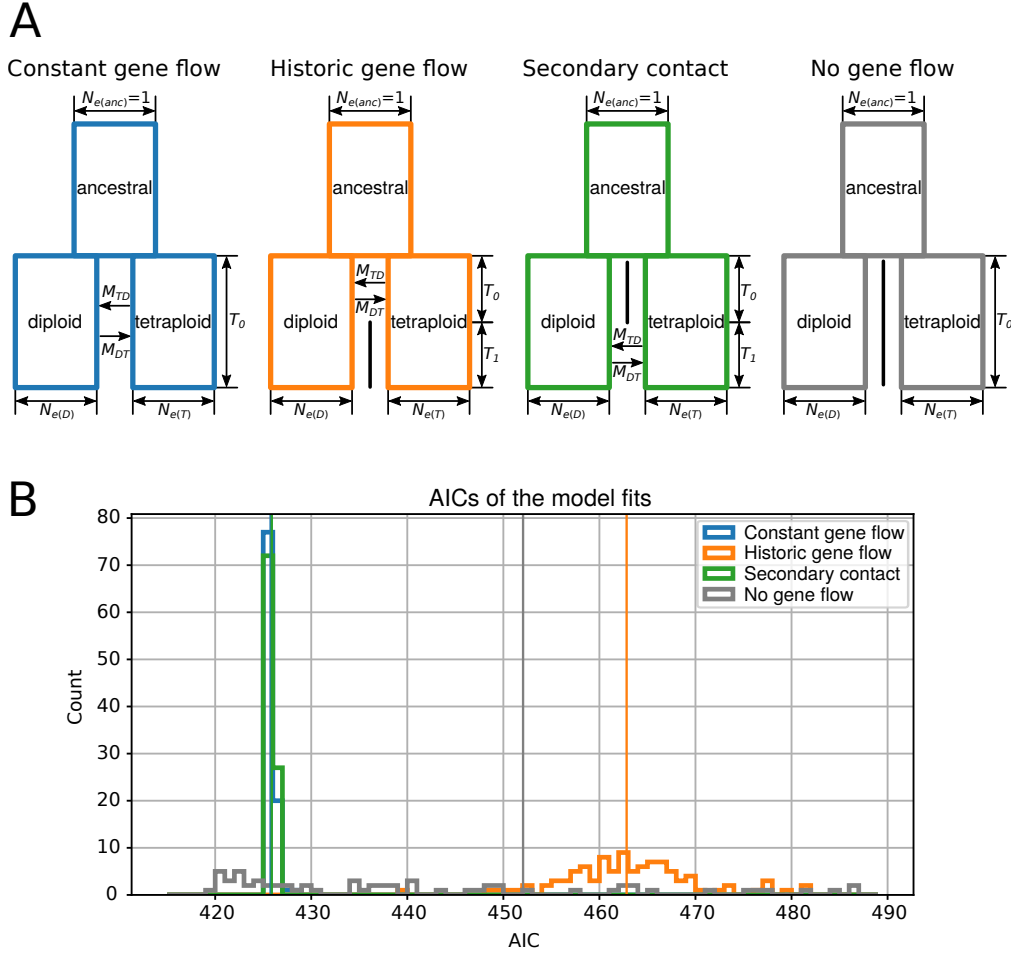 A
Constant gene flow
Historic gene flow
Secondary contact
No gene flow
Ne(anc)=1
Ne(anc)=1
Ne(anc)=1
Ne(anc)=1
ancestral
ancestral
ancestral
ancestral
diploid
MTD
MDT
tetraploid
T0
Ne(D)
Ne(T)
diploid
MTD
MDT
tetraploid
T0
T1
Ne(D)
Ne(T)
diploid
MTD
MDT
tetraploid
T0
T1
Ne(D)
Ne(T)
diploid
tetraploid
T0
Ne(D)
Ne(T)
B
AICs of the model fits
Constant gene flow
Historic gene flow
Secondary contact
No gene flow
Count
80
70
60
50
40
30
20
10
0
420 430 440 450 460 470 480 490
AIC